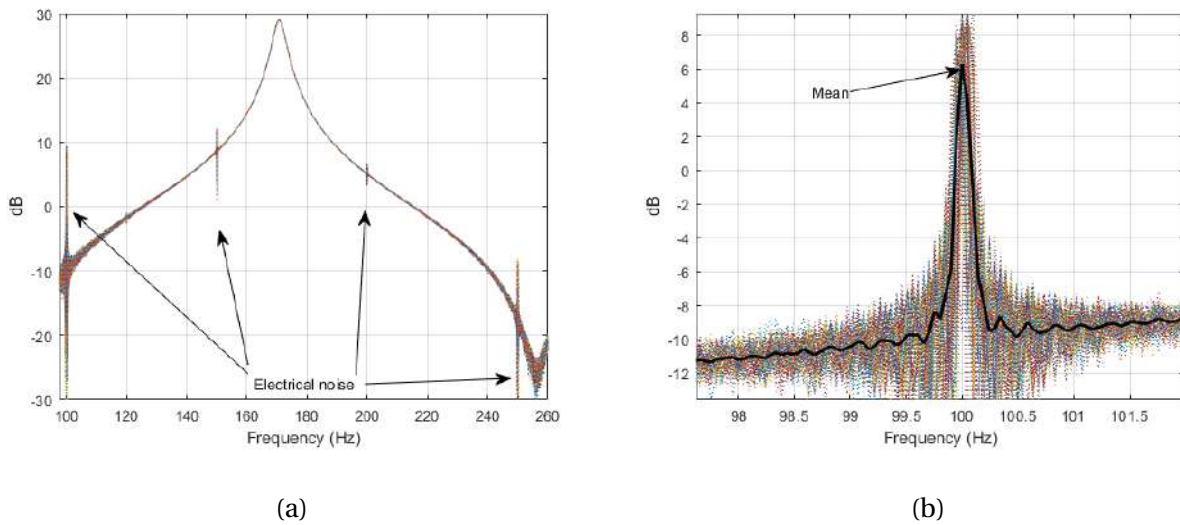 30
20
10
0
-10
-20
-30
dB
100 120 140 160 180 200 220 240 260
Frequency (Hz)
Electrical noise
(a)
8
6
4
2
0
-2
-4
-6
-8
-10
-12
dB
98 98.5 99 99.5 100 100.5 101 101.5
Frequency (Hz)
Mean
(b)